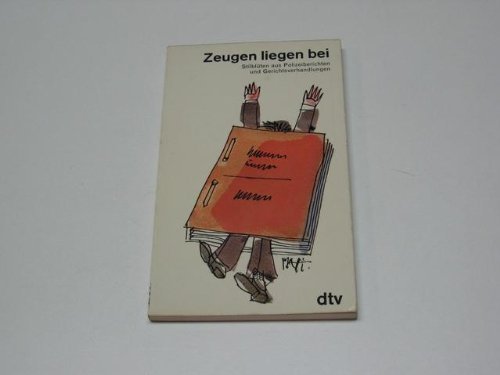 Zeugen liegen bei
Stilblüten aus Polizeiberichten
und Gerichtsverhandlungen
dtv